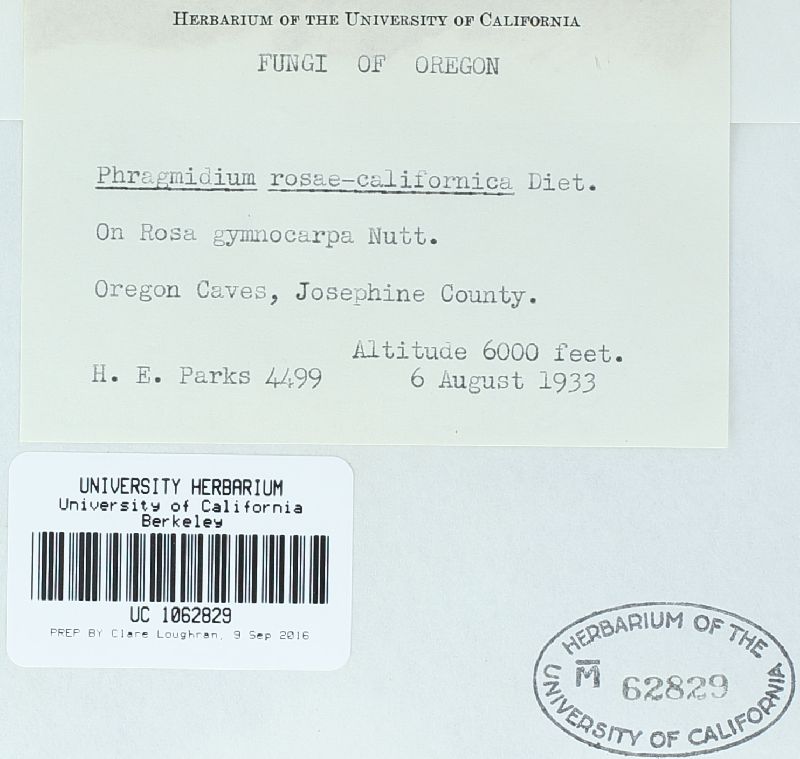 HERBARIUM OF THE UNIVERSITY OF CALIFORNIA
FUNGI OF OREGON
Phragmidium rosae-californica Diet.
On Rosa gymnocarpa Nutt.
Oregon Caves, Josephine County.
Altitude 6000 feet.
H. E. Parks 4499 6 August 1933
UNIVERSITY HERBARIUM
University of California
Berkeley
UC 1062829
PREP BY Clare Loughran, 9 Sep 2016
HERBARIUM OF THE
M 62829
UNIVERSITY OF CALIFORNIA